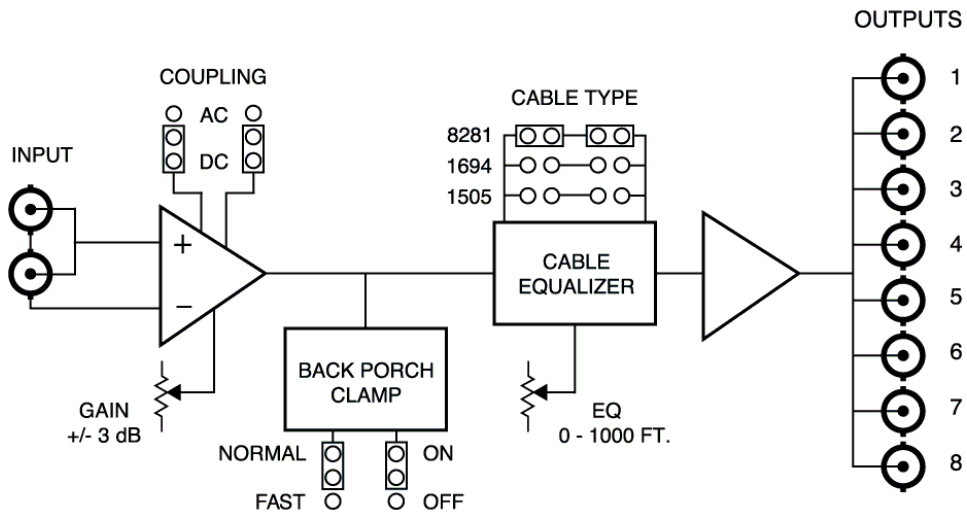 OUTPUTS
1
2
3
4
5
6
7
8
COUPLING
AC
DC
INPUT
+
−
GAIN
+/- 3 dB
BACK PORCH
CLAMP
NORMAL
ON
FAST
OFF
CABLE TYPE
8281
1694
1505
CABLE
EQUALIZER
EQ
0 - 1000 FT.